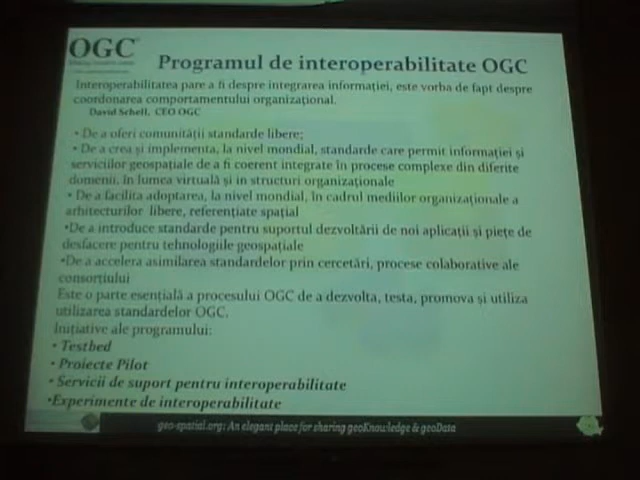 OGC
Programul de interoperabilitate OGC
Interoperabilitatea pare a fi despre integrarea informației, este vorba de fapt despre
coordonarea comportamentului organizațional.
David Schell, CEO OGC
• De a oferi comunității standarde libere;
• De a crea și implementa, la nivel mondial, standarde care permit informației și
serviciilor geospațiale de a fi coerent integrate în procese complexe din diferite
domenii, în lumea virtuală și in structuri organizaționale
• De a facilita adoptarea, la nivel mondial, în cadrul mediilor organizaționale a
arhitecturilor libere, referențiate spațial
•De a introduce standarde pentru suportul dezvoltării de noi aplicații și piețe de
desfacere pentru tehnologiile geospațiale
•De a accelera asimilarea standardelor prin cercetări, procese colaborative ale
consorțiului
Este o parte esențială a procesului OGC de a dezvolta, testa, promova și utiliza
utilizarea standardelor OGC.
Inițiative ale programului:
• Testbed
• Proiecte Pilot
• Servicii de suport pentru interoperabilitate
•Experimente de interoperabilitate
geo-spatial.org: An elegant place for sharing geoKnowledge & geoData